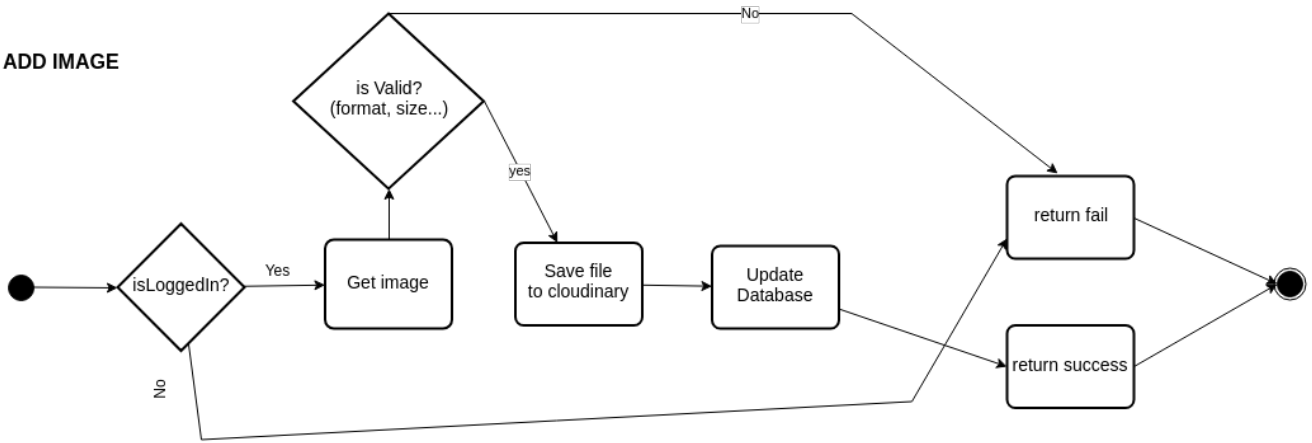 No
ADD IMAGE
is Valid?
(format, size...)
yes
return fail
isLoggedIn?
Yes
Get image
Save file
to cloudinary
Update
Database
return success
No